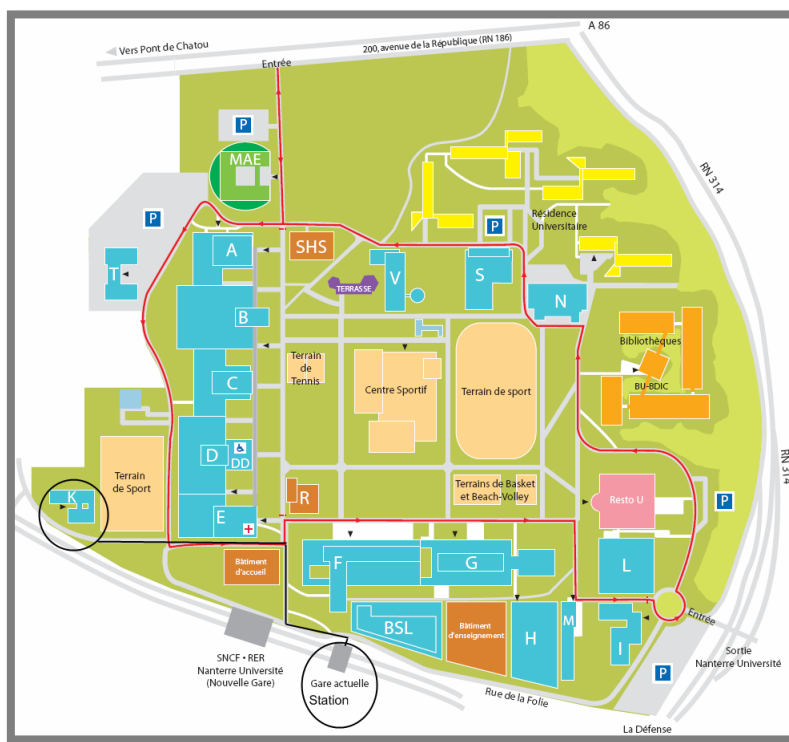 A 86
Vers Pont de Chatou
200, avenue de la République (RN 186)
Entrée
P
MAE
RN 314
P
Résidence
Universitaire
P
A
SHS
T
V
S
TERRASSE
N
B
Bibliothèques
Terrain
de
Tennis
BU-BDIC
C
Centre Sportif
Terrain de sport
D
DD
RN 314
Terrain
de Sport
Terrains de Basket
et Beach-Volley
K
R
Resto U
P
E
Bâtiment
d'accueil
F
G
L
BSL
Bâtiment
d'enseignement
H
M
I
Entrée
SNCF • RER
Nanterre Université
(Nouvelle Gare)
Gare actuelle
Station
Sortie
Nanterre Université
P
Rue de la Folie
La Défense